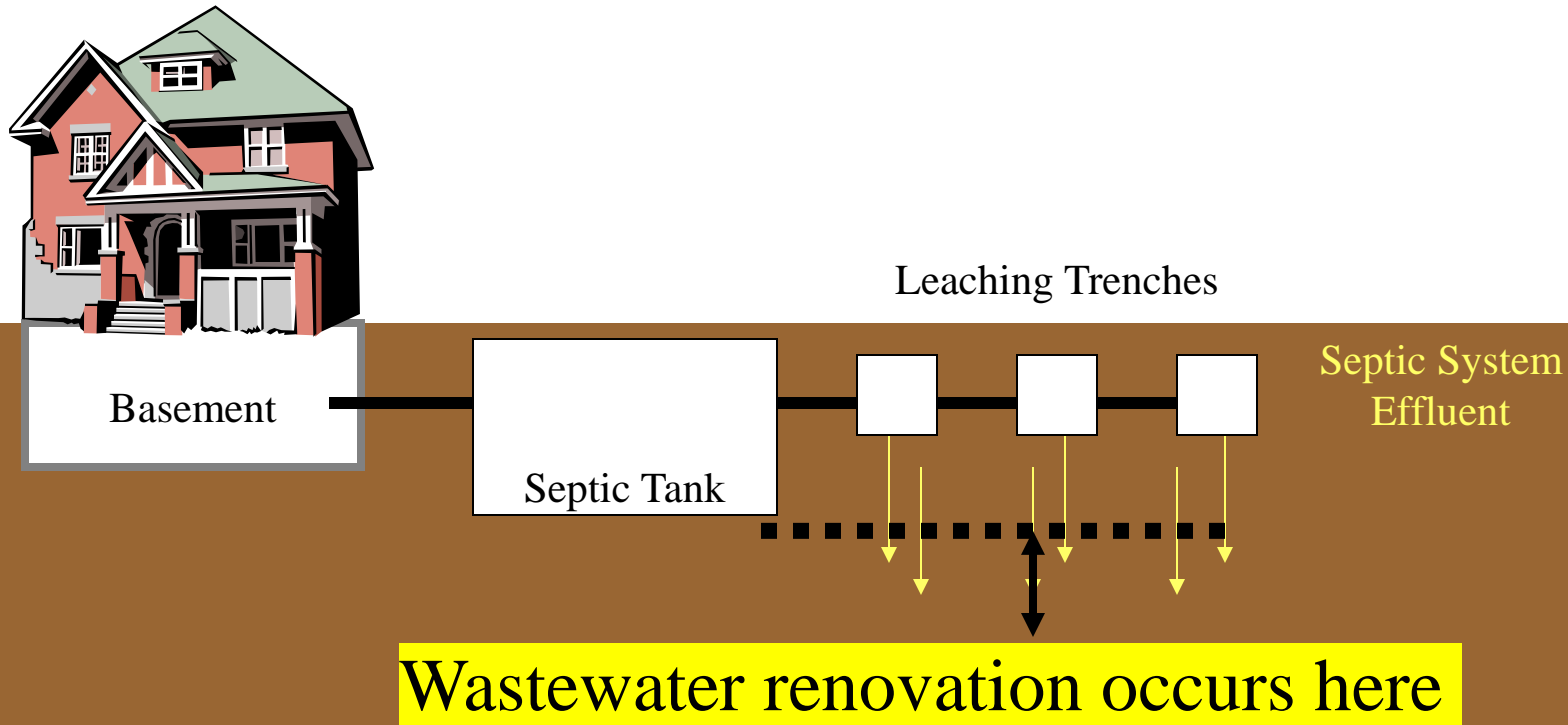 Leaching Trenches
Septic System
Effluent
Basement
Septic Tank
Wastewater renovation occurs here